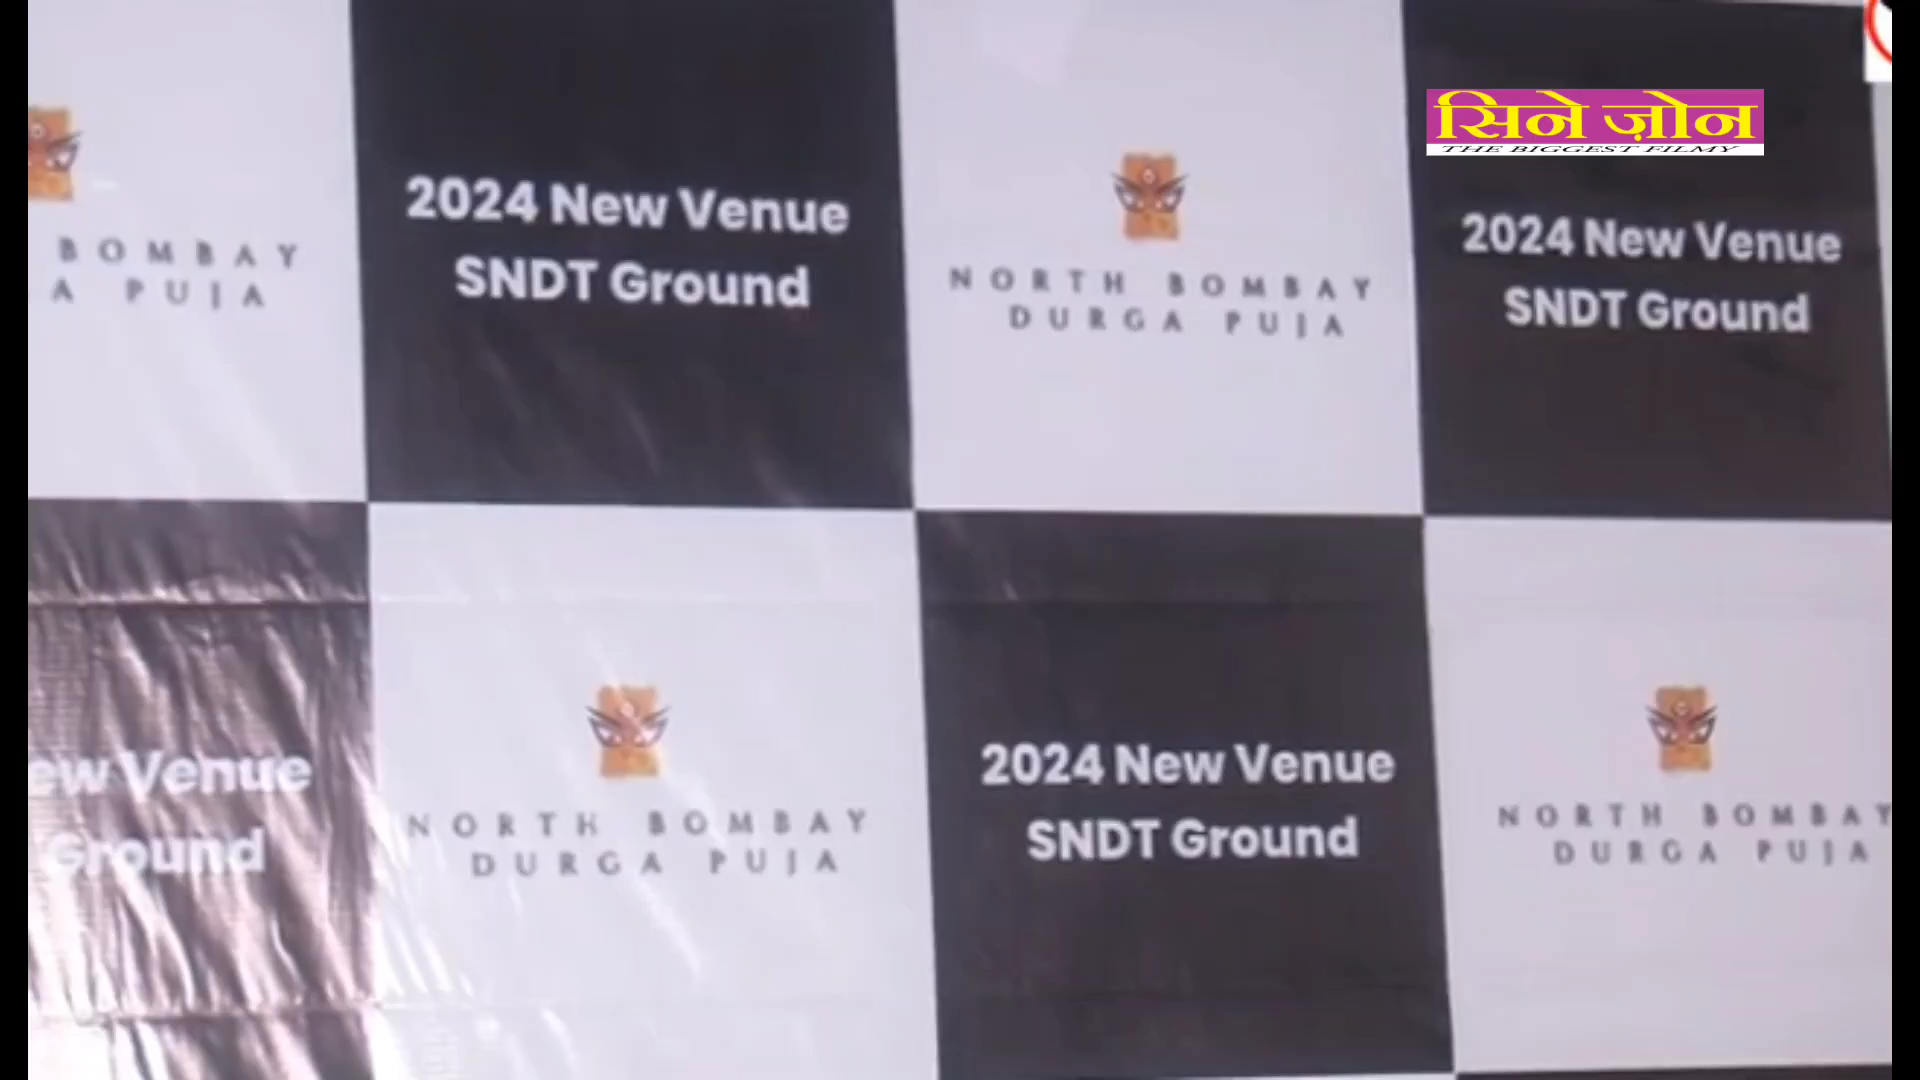 सिने ज़ोन
THE BIGGEST FILMY
BOMBAY
A PUJA
2024 New Venue
SNDT Ground
NORTH BOMBAY
DURGA PUJA
2024 New Venue
SNDT Ground
Venue
Ground
NORTH BOMBAY
DURGA PUJA
2024 New Venue
SNDT Ground
NORTH BOMBAY
DURGA PUJA